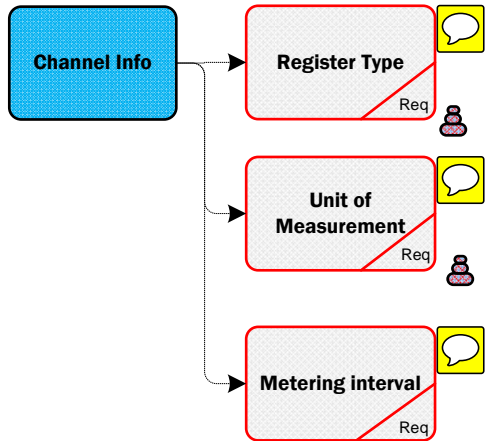 Channel Info
Register Type
Req
Unit of
Measurement
Req
Metering interval
Req